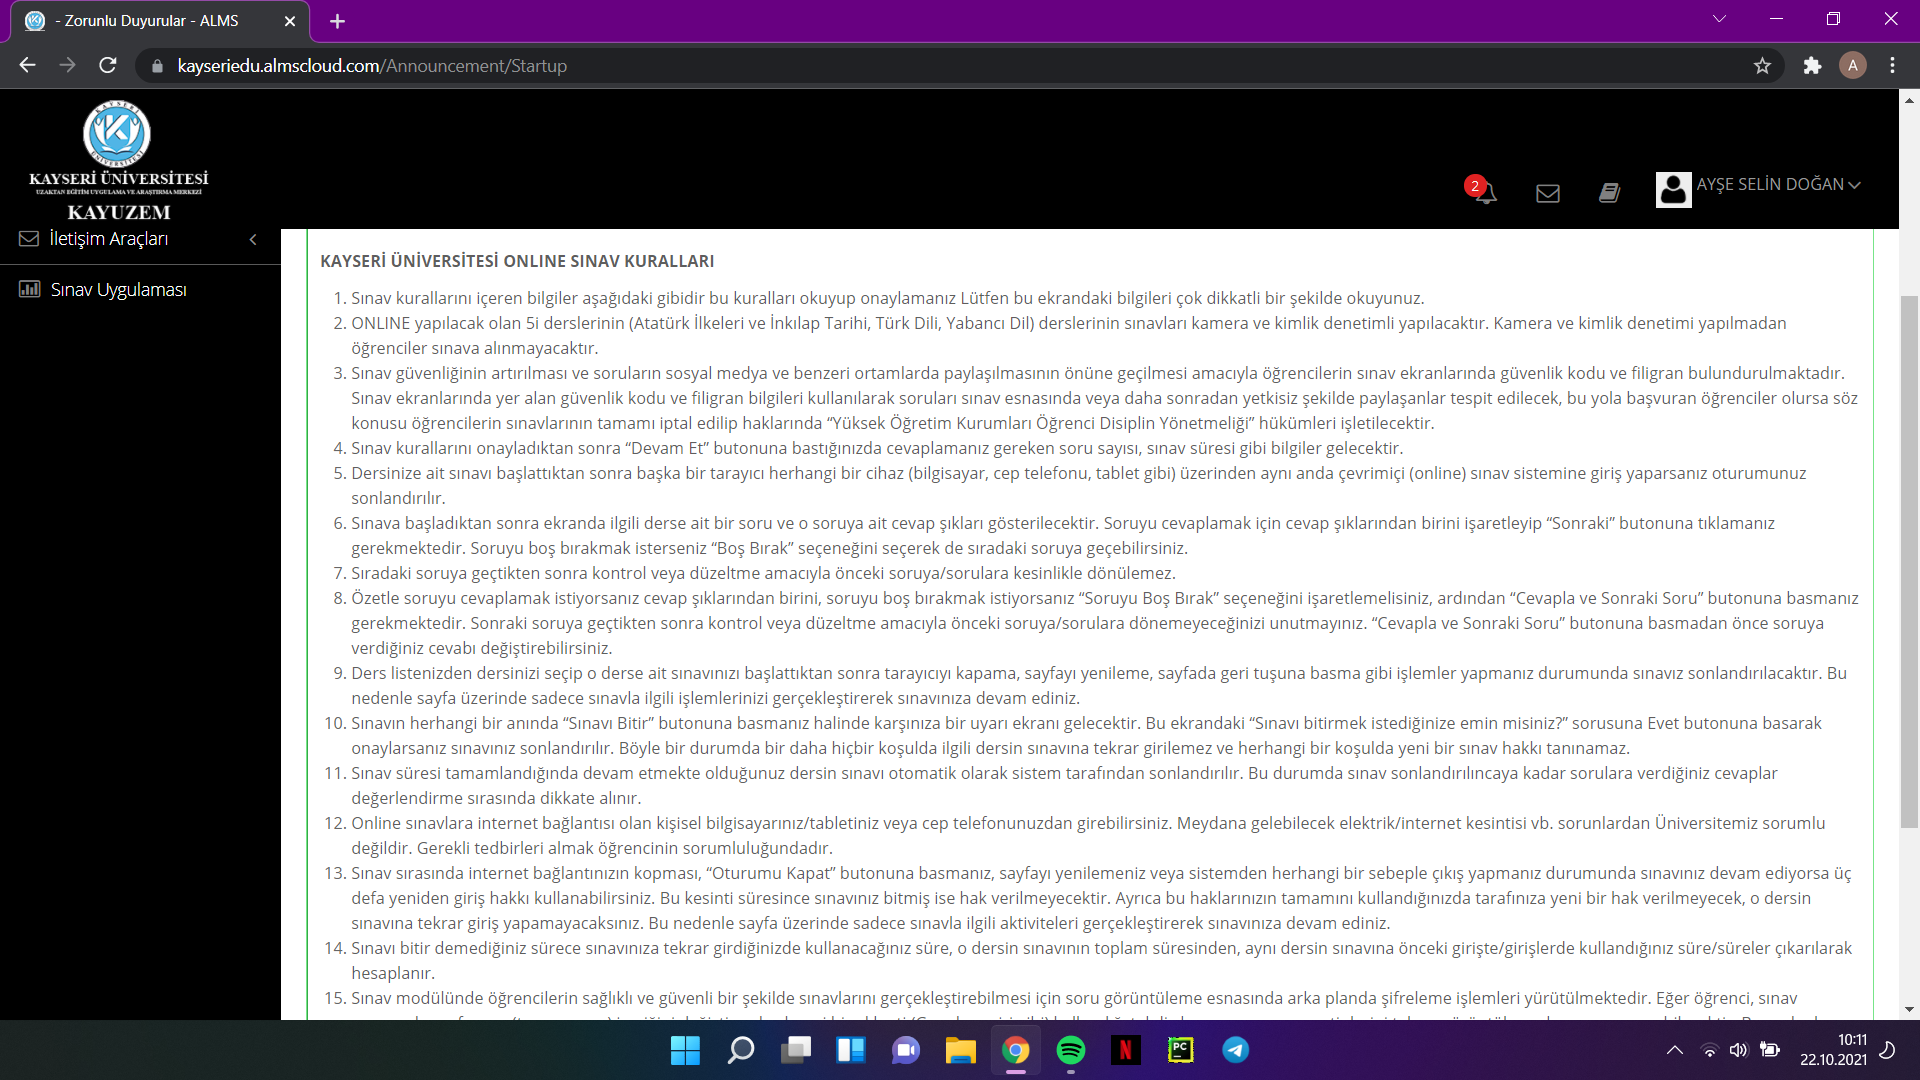 - Zorunlu Duyurular - ALMS
kayseriedu.almscloud.com/Announcement/Startup
A
KAYSERİ ÜNİVERSİTESİ
UZAKTAN EĞİTİM UYGULAMA VE ARAŞTIRMA MERKEZİ
KAYUZEM
2
AYŞE SELİN DOĞAN
İletişim Araçları
Sınav Uygulaması
KAYSERİ ÜNİVERSİTESİ ONLINE SINAV KURALLARI
1. Sınav kurallarını içeren bilgiler aşağıdaki gibidir bu kuralları okuyup onaylamanız Lütfen bu ekrandaki bilgileri çok dikkatli bir şekilde okuyunuz.
2. ONLINE yapılacak olan 5i derslerinin (Atatürk İlkeleri ve İnkılap Tarihi, Türk Dili, Yabancı Dil) derslerinin sınavları kamera ve kimlik denetimli yapılacaktır. Kamera ve kimlik denetimi yapılmadan
öğrenciler sınava alınmayacaktır.
3. Sınav güvenliğinin artırılması ve soruların sosyal medya ve benzeri ortamlarda paylaşılmasının önüne geçilmesi amacıyla öğrencilerin sınav ekranlarında güvenlik kodu ve filigran bulundurulmaktadır.
Sınav ekranlarında yer alan güvenlik kodu ve filigran bilgileri kullanılarak soruları sınav esnasında veya daha sonradan yetkisiz şekilde paylaşanlar tespit edilecek, bu yola başvuran öğrenciler olursa söz
konusu öğrencilerin sınavlarının tamamı iptal edilip haklarında “Yüksek Öğretim Kurumları Öğrenci Disiplin Yönetmeliği” hükümleri işletilecektir.
4. Sınav kurallarını onayladıktan sonra “Devam Et” butonuna bastığınızda cevaplamanız gereken soru sayısı, sınav süresi gibi bilgiler gelecektir.
5. Dersinize ait sınavı başlattıktan sonra başka bir tarayıcı herhangi bir cihaz (bilgisayar, cep telefonu, tablet gibi) üzerinden aynı anda çevrimiçi (online) sınav sistemine giriş yaparsanız oturumunuz
sonlandırılır.
6. Sınava başladıktan sonra ekranda ilgili derse ait bir soru ve o soruya ait cevap şıkları gösterilecektir. Soruyu cevaplamak için cevap şıklarından birini işaretleyip “Sonraki” butonuna tıklamanız
gerekmektedir. Soruyu boş bırakmak isterseniz “Boş Bırak” seçeneğini seçerek de sıradaki soruya geçebilirsiniz.
7. Sıradaki soruya geçtikten sonra kontrol veya düzeltme amacıyla önceki soruya/sorulara kesinlikle dönülemez.
8. Özetle soruyu cevaplamak istiyorsanız cevap şıklarından birini, soruyu boş bırakmak istiyorsanız “Soruyu Boş Bırak” seçeneğini işaretlemelisiniz, ardından “Cevapla ve Sonraki Soru” butonuna basmanız
gerekmektedir. Sonraki soruya geçtikten sonra kontrol veya düzeltme amacıyla önceki soruya/sorulara dönemeyeceğinizi unutmayınız. “Cevapla ve Sonraki Soru” butonuna basmadan önce soruya
verdiğiniz cevabı değiştirebilirsiniz.
9. Ders listenizden dersinizi seçip o derse ait sınavınızı başlattıktan sonra tarayıcıyı kapama, sayfayı yenileme, sayfada geri tuşuna basma gibi işlemler yapmanız durumunda sınavız sonlandırılacaktır. Bu
nedenle sayfa üzerinde sadece sınavla ilgili işlemlerinizi gerçekleştirerek sınavınıza devam ediniz.
10. Sınavın herhangi bir anında “Sınavı Bitir” butonuna basmanız halinde karşınıza bir uyarı ekranı gelecektir. Bu ekrandaki “Sınavı bitirmek istediğinize emin misiniz?” sorusuna Evet butonuna basarak
onaylarsanız sınavınız sonlandırılır. Böyle bir durumda bir daha hiçbir koşulda ilgili dersin sınavına tekrar girilemez ve herhangi bir koşulda yeni bir sınav hakkı tanınamaz.
11. Sınav süresi tamamlandığında devam etmekte olduğunuz dersin sınavı otomatik olarak sistem tarafından sonlandırılır. Bu durumda sınav sonlandırılıncaya kadar sorulara verdiğiniz cevaplar
değerlendirme sırasında dikkate alınır.
12. Online sınavlara internet bağlantısı olan kişisel bilgisayarınız/tabletiniz veya cep telefonunuzdan girebilirsiniz. Meydana gelebilecek elektrik/internet kesintisi vb. sorunlardan Üniversitemiz sorumlu
değildir. Gerekli tedbirleri almak öğrencinin sorumluluğundadır.
13. Sınav sırasında internet bağlantınızın kopması, “Oturumu Kapat” butonuna basmanız, sayfayı yenilemeniz veya sistemden herhangi bir sebeple çıkış yapmanız durumunda sınavınız devam ediyorsa üç
defa yeniden giriş hakkı kullanabilirsiniz. Bu kesinti süresince sınavınız bitmiş ise hak verilmeyecektir. Ayrıca bu haklarınızın tamamını kullandığınızda tarafınıza yeni bir hak verilmeyecek, o dersin
sınavına tekrar giriş yapamayacaksınız. Bu nedenle sayfa üzerinde sadece sınavla ilgili aktiviteleri gerçekleştirerek sınavınıza devam ediniz.
14. Sınavı bitir demediğiniz sürece sınavınıza tekrar girdiğinizde kullanacağınız süre, o dersin sınavının toplam süresinden, aynı dersin sınavına önceki girişte/girişlerde kullandığınız süre/süreler çıkarılarak
hesaplanır.
15. Sınav modülünde öğrencilerin sağlıklı ve güvenli bir şekilde sınavlarını gerçekleştirebilmesi için soru görüntüleme esnasında arka planda şifreleme işlemleri yürütülmektedir. Eğer öğrenci, sınav
10:11
22.10.2021